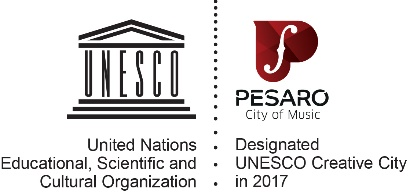 UNESCO
United Nations
Educational, Scientific and
Cultural Organization
PESARO
City of Music
Designated
UNESCO Creative City
in 2017